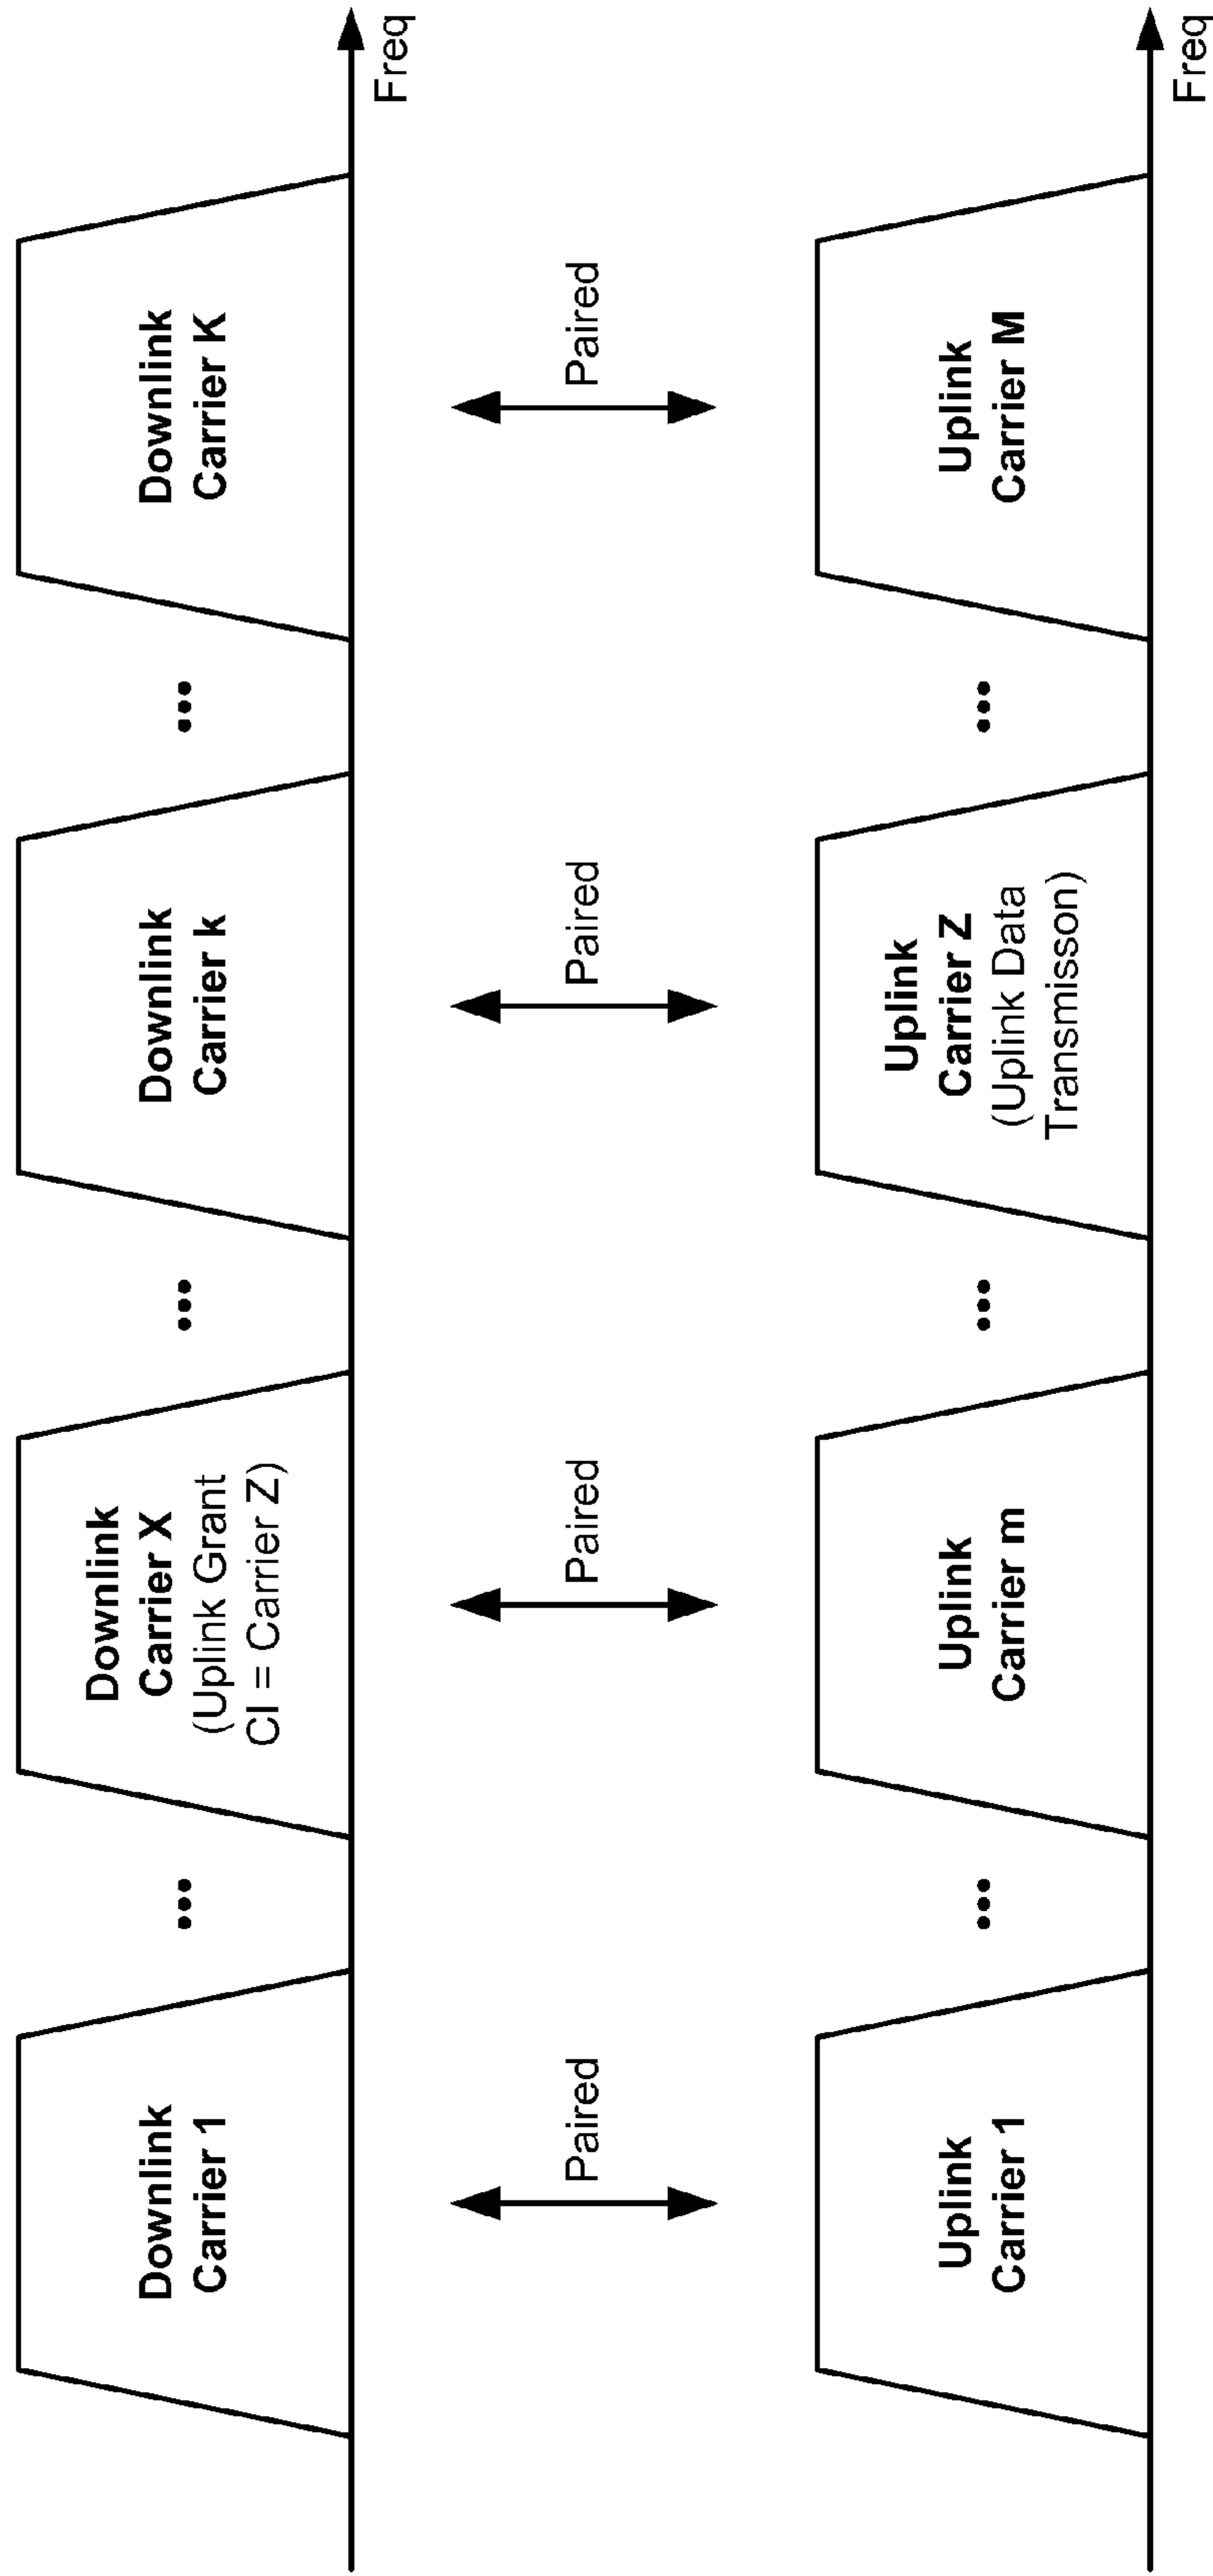 Downlink
Carrier 1
•••
Downlink
Carrier X
(Uplink Grant
CI = Carrier Z)
•••
Downlink
Carrier k
•••
Downlink
Carrier K
Freq
Paired
Paired
Paired
Paired
Uplink
Carrier 1
•••
Uplink
Carrier m
•••
Uplink
Carrier Z
(Uplink Data
Transmisson)
•••
Uplink
Carrier M
Freq